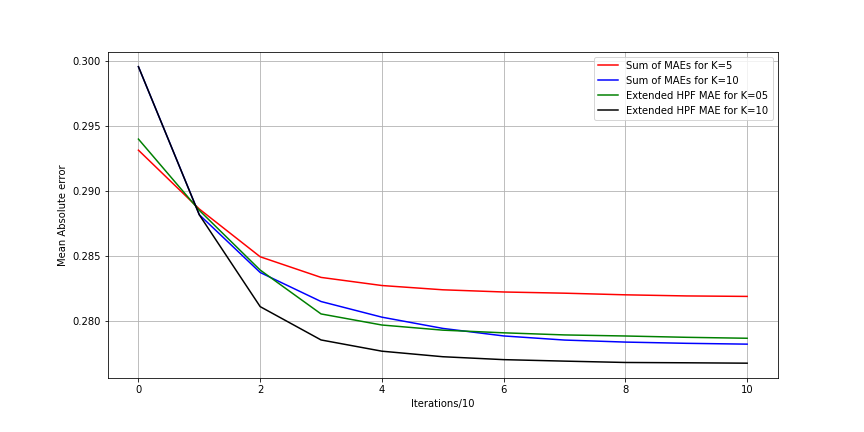 0.300
0.295
0.290
0.285
0.280
Mean Absolute error
Sum of MAEs for K=5
Sum of MAEs for K=10
Extended HPF MAE for K=05
Extended HPF MAE for K=10
0 2 4 6 8 10
Iterations/10